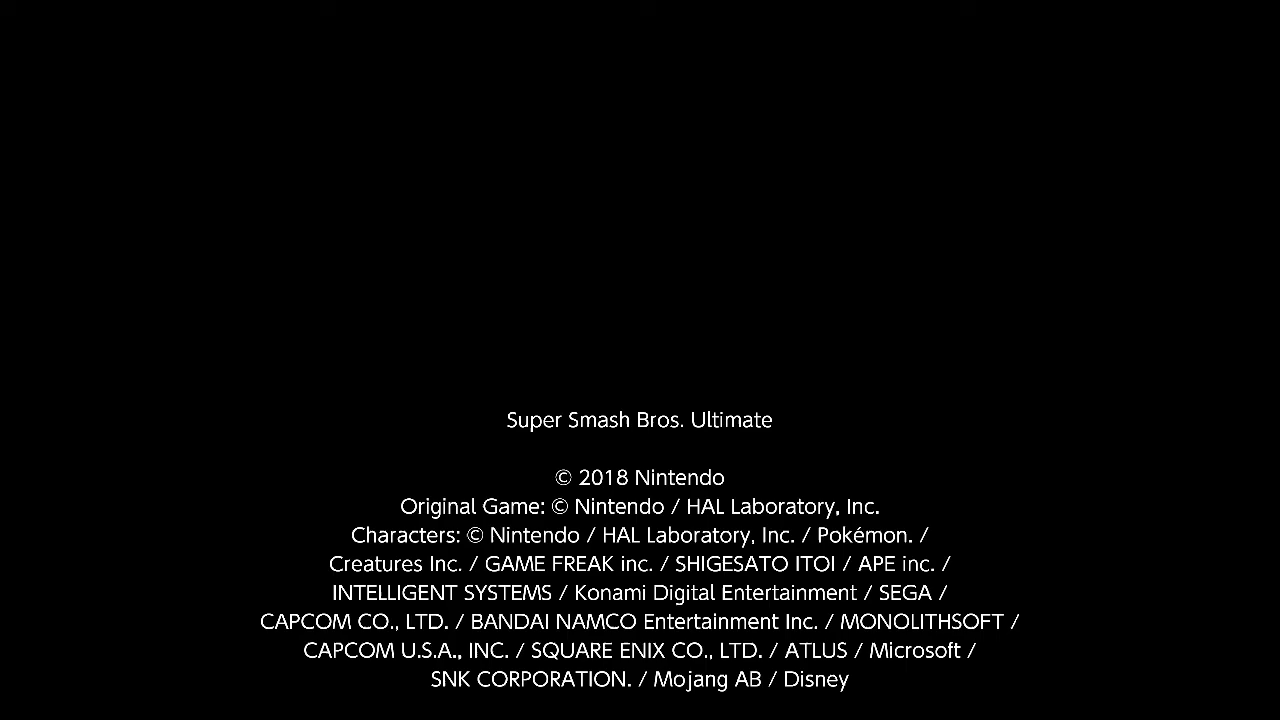 Super Smash Bros. Ultimate
© 2018 Nintendo
Original Game: © Nintendo / HAL Laboratory, Inc.
Characters: © Nintendo / HAL Laboratory, Inc. / Pokémon. /
Creatures Inc. / GAME FREAK inc. / SHIGESATO ITOI / APE inc. /
INTELLIGENT SYSTEMS / Konami Digital Entertainment / SEGA /
CAPCOM CO., LTD. / BANDAI NAMCO Entertainment Inc. / MONOLITHSOFT /
CAPCOM U.S.A., INC. / SQUARE ENIX CO., LTD. / ATLUS / Microsoft /
SNK CORPORATION. / Mojang AB / Disney